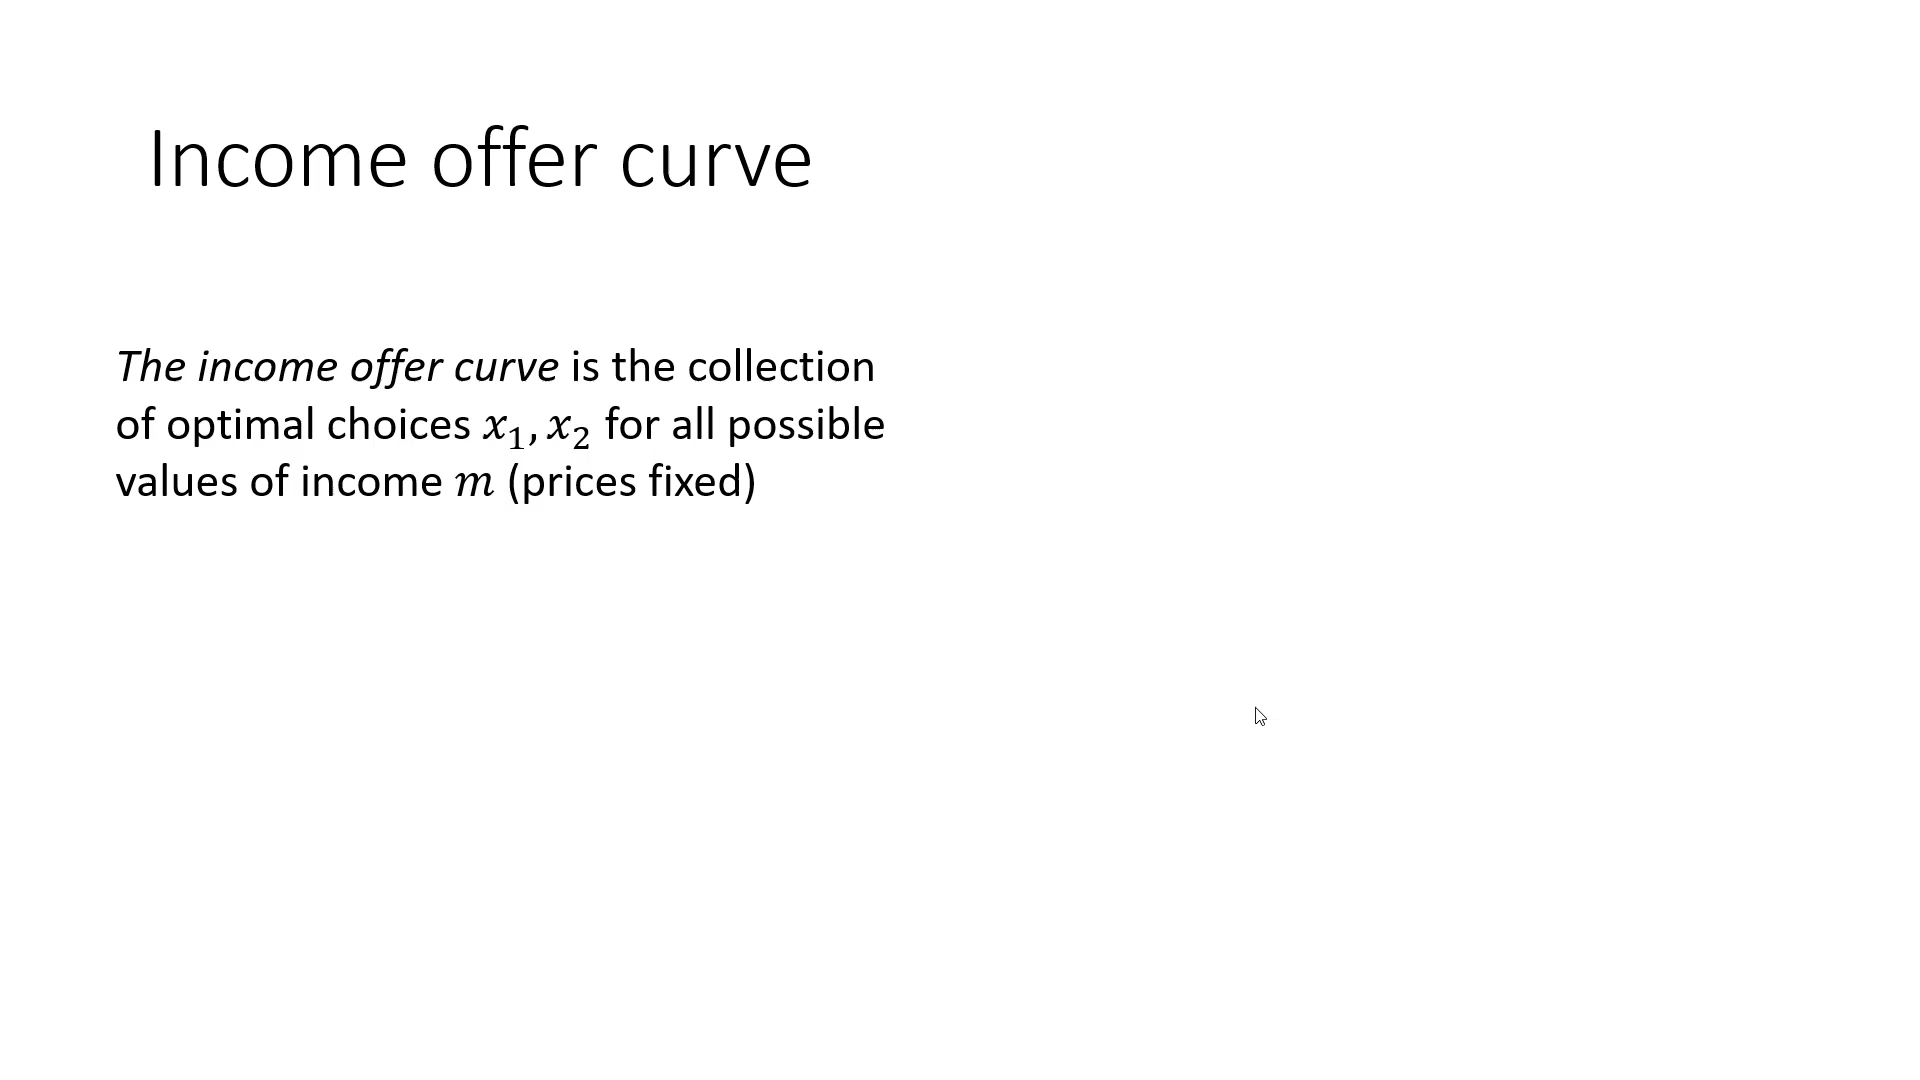 Income offer curve
The income offer curve is the collection
of optimal choices 𝑥₁, 𝑥₂ for all possible
values of income 𝑚 (prices fixed)